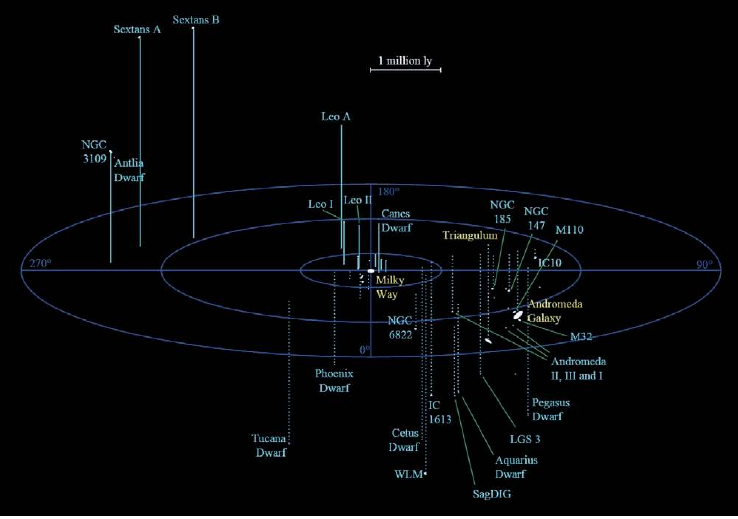 Sextans B
Sextans A
1 million ly
Leo A
NGC
3109
Antlia
Dwarf
180°
Leo I
Leo II
Canes
Dwarf
NGC
185
NGC
147
M110
Triangulum
270°
IC10
90°
Milky
Way
Andromeda
Galaxy
NGC
6822
M32
0°
Andromeda
II, III and I
Phoenix
Dwarf
Pegasus
Dwarf
IC
1613
Tucana
Dwarf
Cetus
Dwarf
LGS 3
Aquarius
Dwarf
WLM
SagDIG